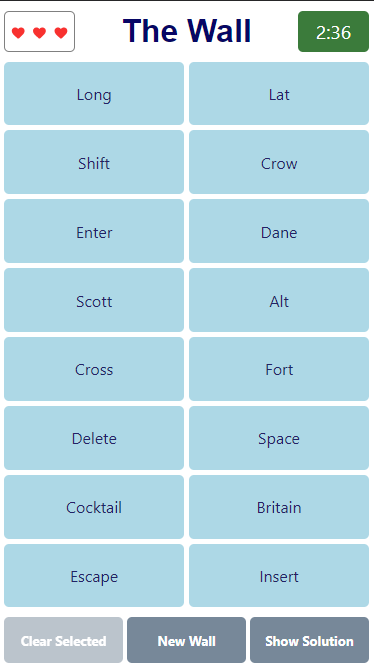 The Wall
2:36
Long
Lat
Shift
Crow
Enter
Dane
Scott
Alt
Cross
Fort
Delete
Space
Cocktail
Britain
Escape
Insert
Clear Selected
New Wall
Show Solution